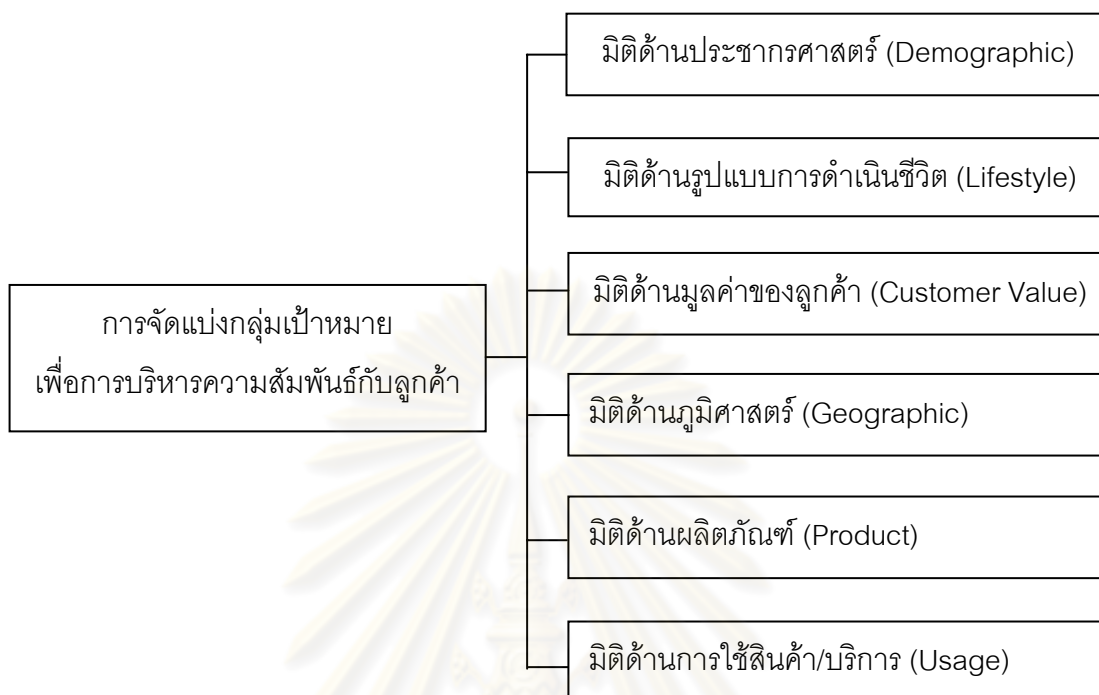 มิติด้านประชากรศาสตร์ (Demographic)
มิติด้านรูปแบบการดำเนินชีวิต (Lifestyle)
มิติด้านมูลค่าของลูกค้า (Customer Value)
การจัดแบ่งกลุ่มเป้าหมาย
เพื่อการบริหารความสัมพันธ์กับลูกค้า
มิติด้านภูมิศาสตร์ (Geographic)
มิติด้านผลิตภัณฑ์ (Product)
มิติด้านการใช้สินค้า/บริการ (Usage)